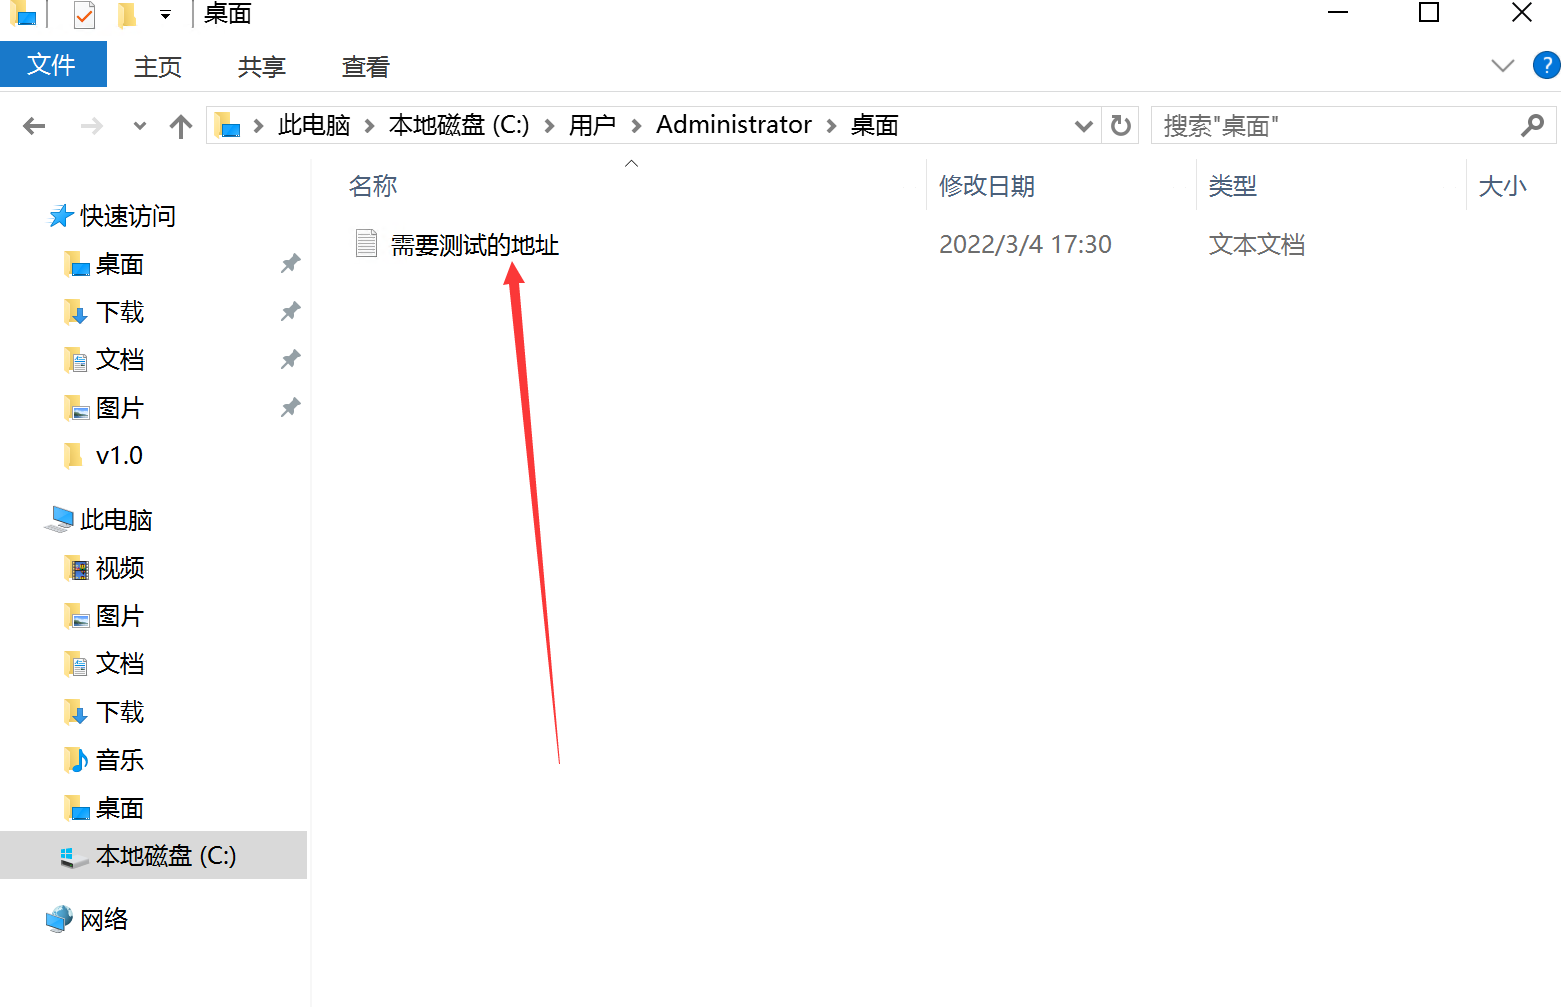 桌面
文件 主页 共享 查看
此电脑 本地磁盘 (C:) 用户 Administrator 桌面 搜索"桌面"
名称 修改日期 类型 大小
需要测试的地址 2022/3/4 17:30 文本文档
快速访问
桌面
下载
文档
图片
v1.0
此电脑
视频
图片
文档
下载
音乐
桌面
本地磁盘 (C:)
网络